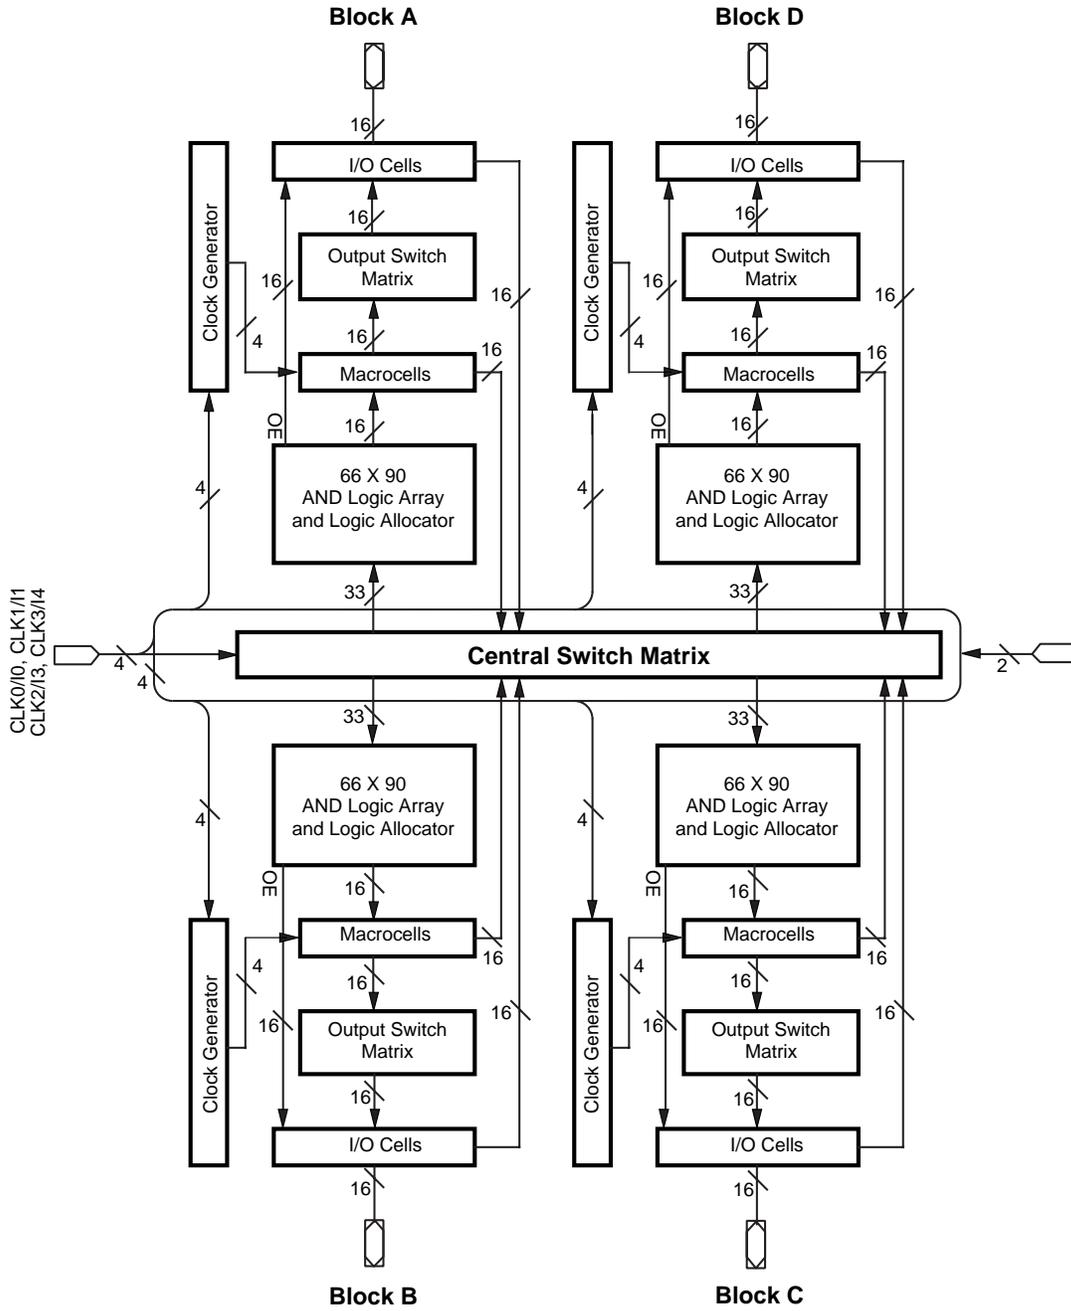 Block A
Block D
16
16
I/O Cells
I/O Cells
Clock Generator
Clock Generator
16
16
Output Switch
Matrix
Output Switch
Matrix
16
16
16
16
4
4
16
16
16
16
Macrocells
Macrocells
OE
OE
16
16
66 X 90
AND Logic Array
and Logic Allocator
66 X 90
AND Logic Array
and Logic Allocator
4
4
33
33
CLK0/I0, CLK1/I1
CLK2/I3, CLK3/I4
4
4
Central Switch Matrix
2
33
33
66 X 90
AND Logic Array
and Logic Allocator
66 X 90
AND Logic Array
and Logic Allocator
4
4
OE
OE
16
16
Macrocells
Macrocells
16
16
4
4
16
16
Clock Generator
Clock Generator
16
16
16
16
Output Switch
Matrix
Output Switch
Matrix
16
16
I/O Cells
I/O Cells
16
16
Block B
Block C